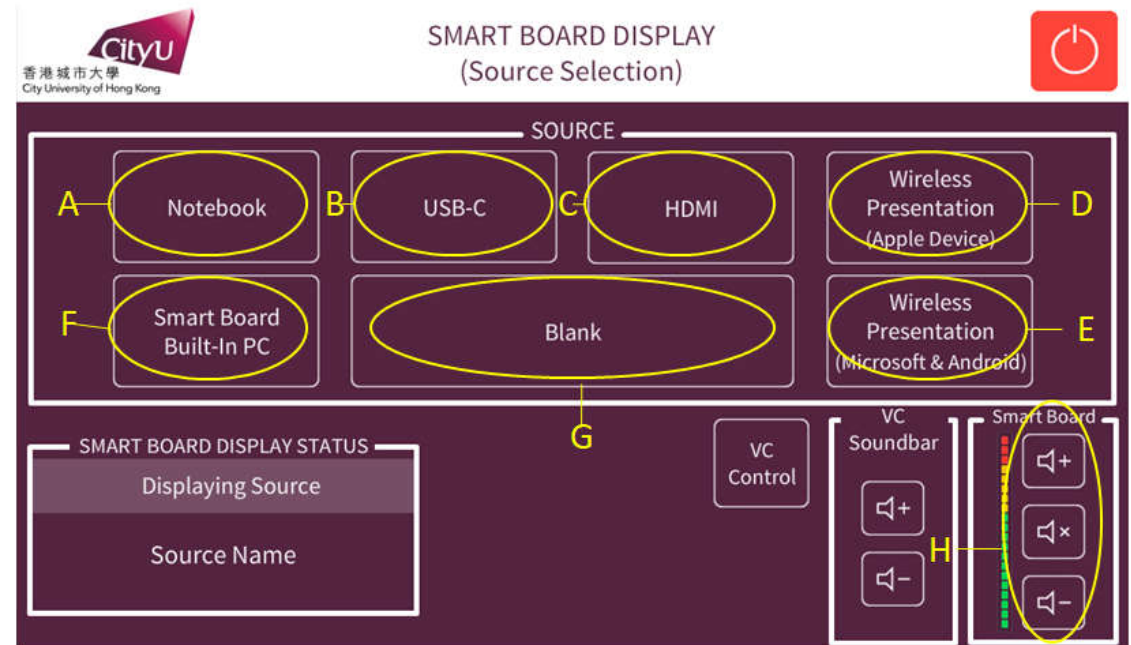 CityU
香港城市大學
City University of Hong Kong
SMART BOARD DISPLAY
(Source Selection)
SOURCE
A
Notebook
B
USB-C
C
HDMI
Wireless
Presentation
(Apple Device)
D
F
Smart Board
Built-In PC
Blank
Wireless
Presentation
(Microsoft & Android)
E
G
SMART BOARD DISPLAY STATUS
Displaying Source
Source Name
VC
Control
VC
Soundbar
+
-
Smart Board
+
×
-
H